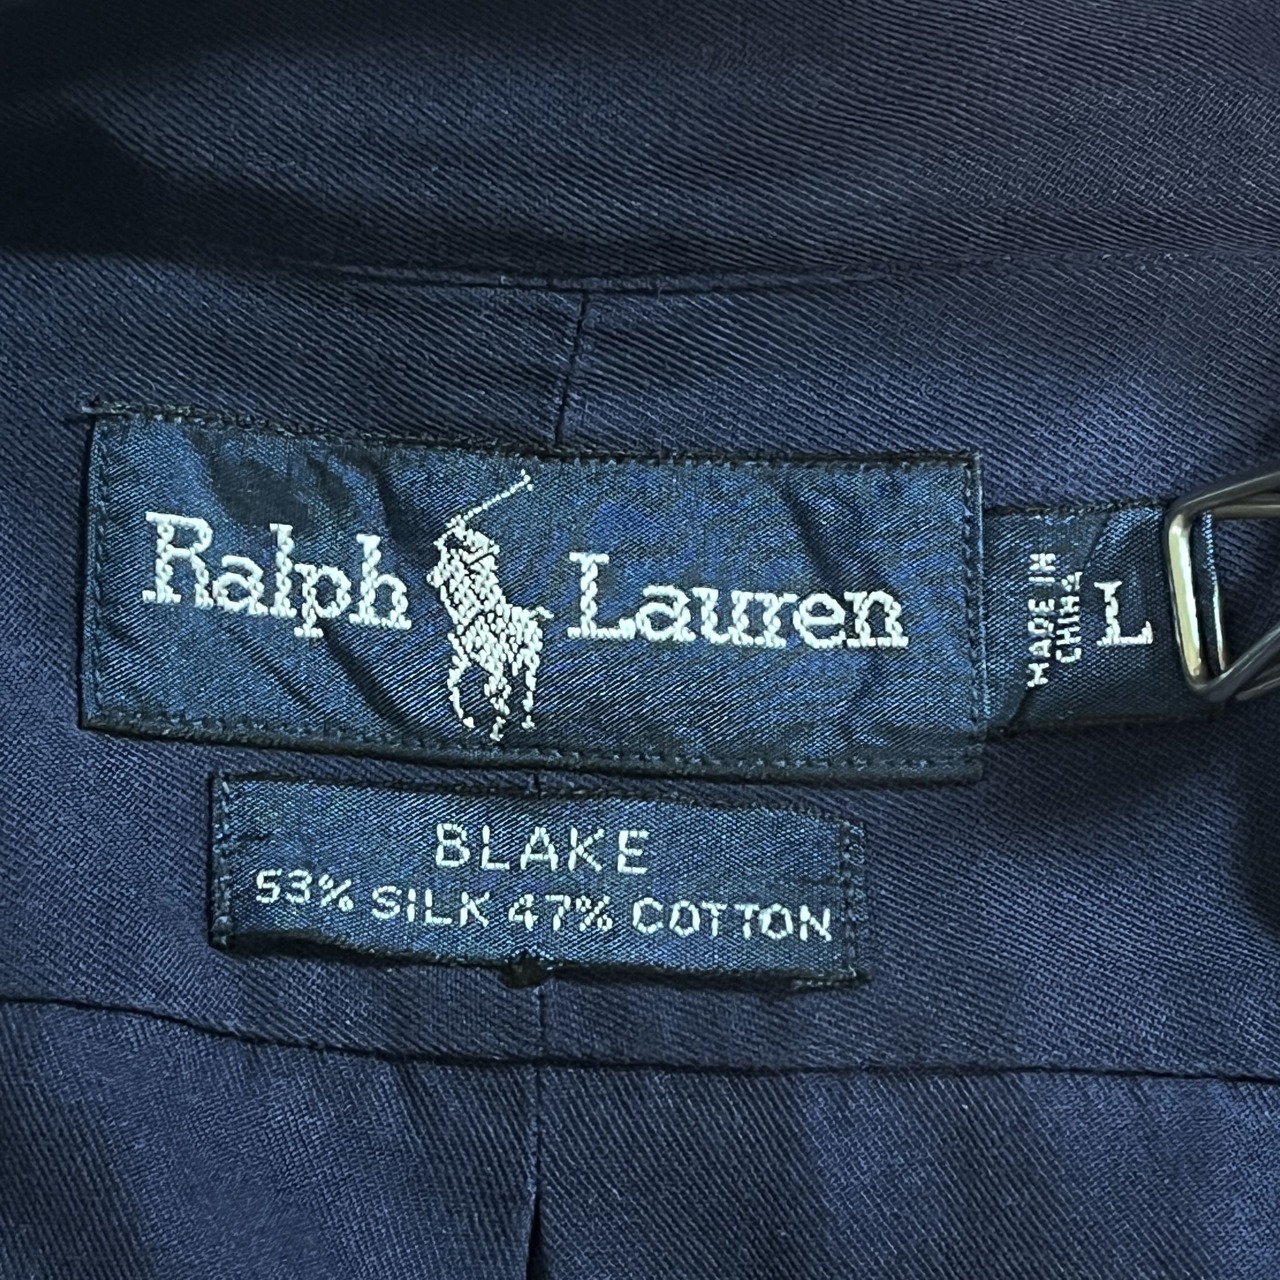 Ralph Lauren
MADE IN
CHINA
L
BLAKE
53% SILK 47% COTTON